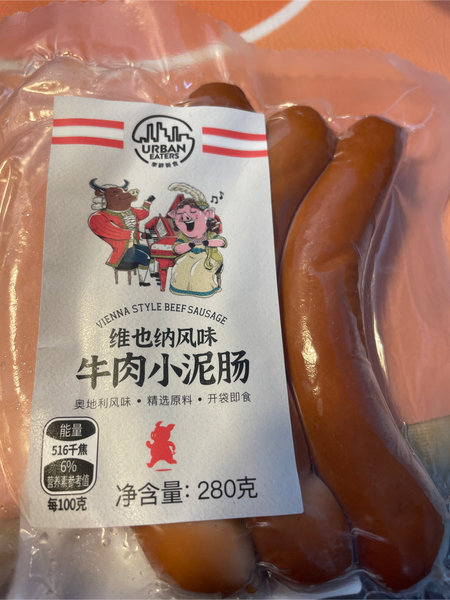 URBAN
EATERS
VIENNA STYLE BEEF SAUSAGE
维也纳风味
牛肉小泥肠
奥地利风味 • 精选原料 • 开袋即食
能量
516千焦
6%
营养素参考值
每100克
净含量: 280克